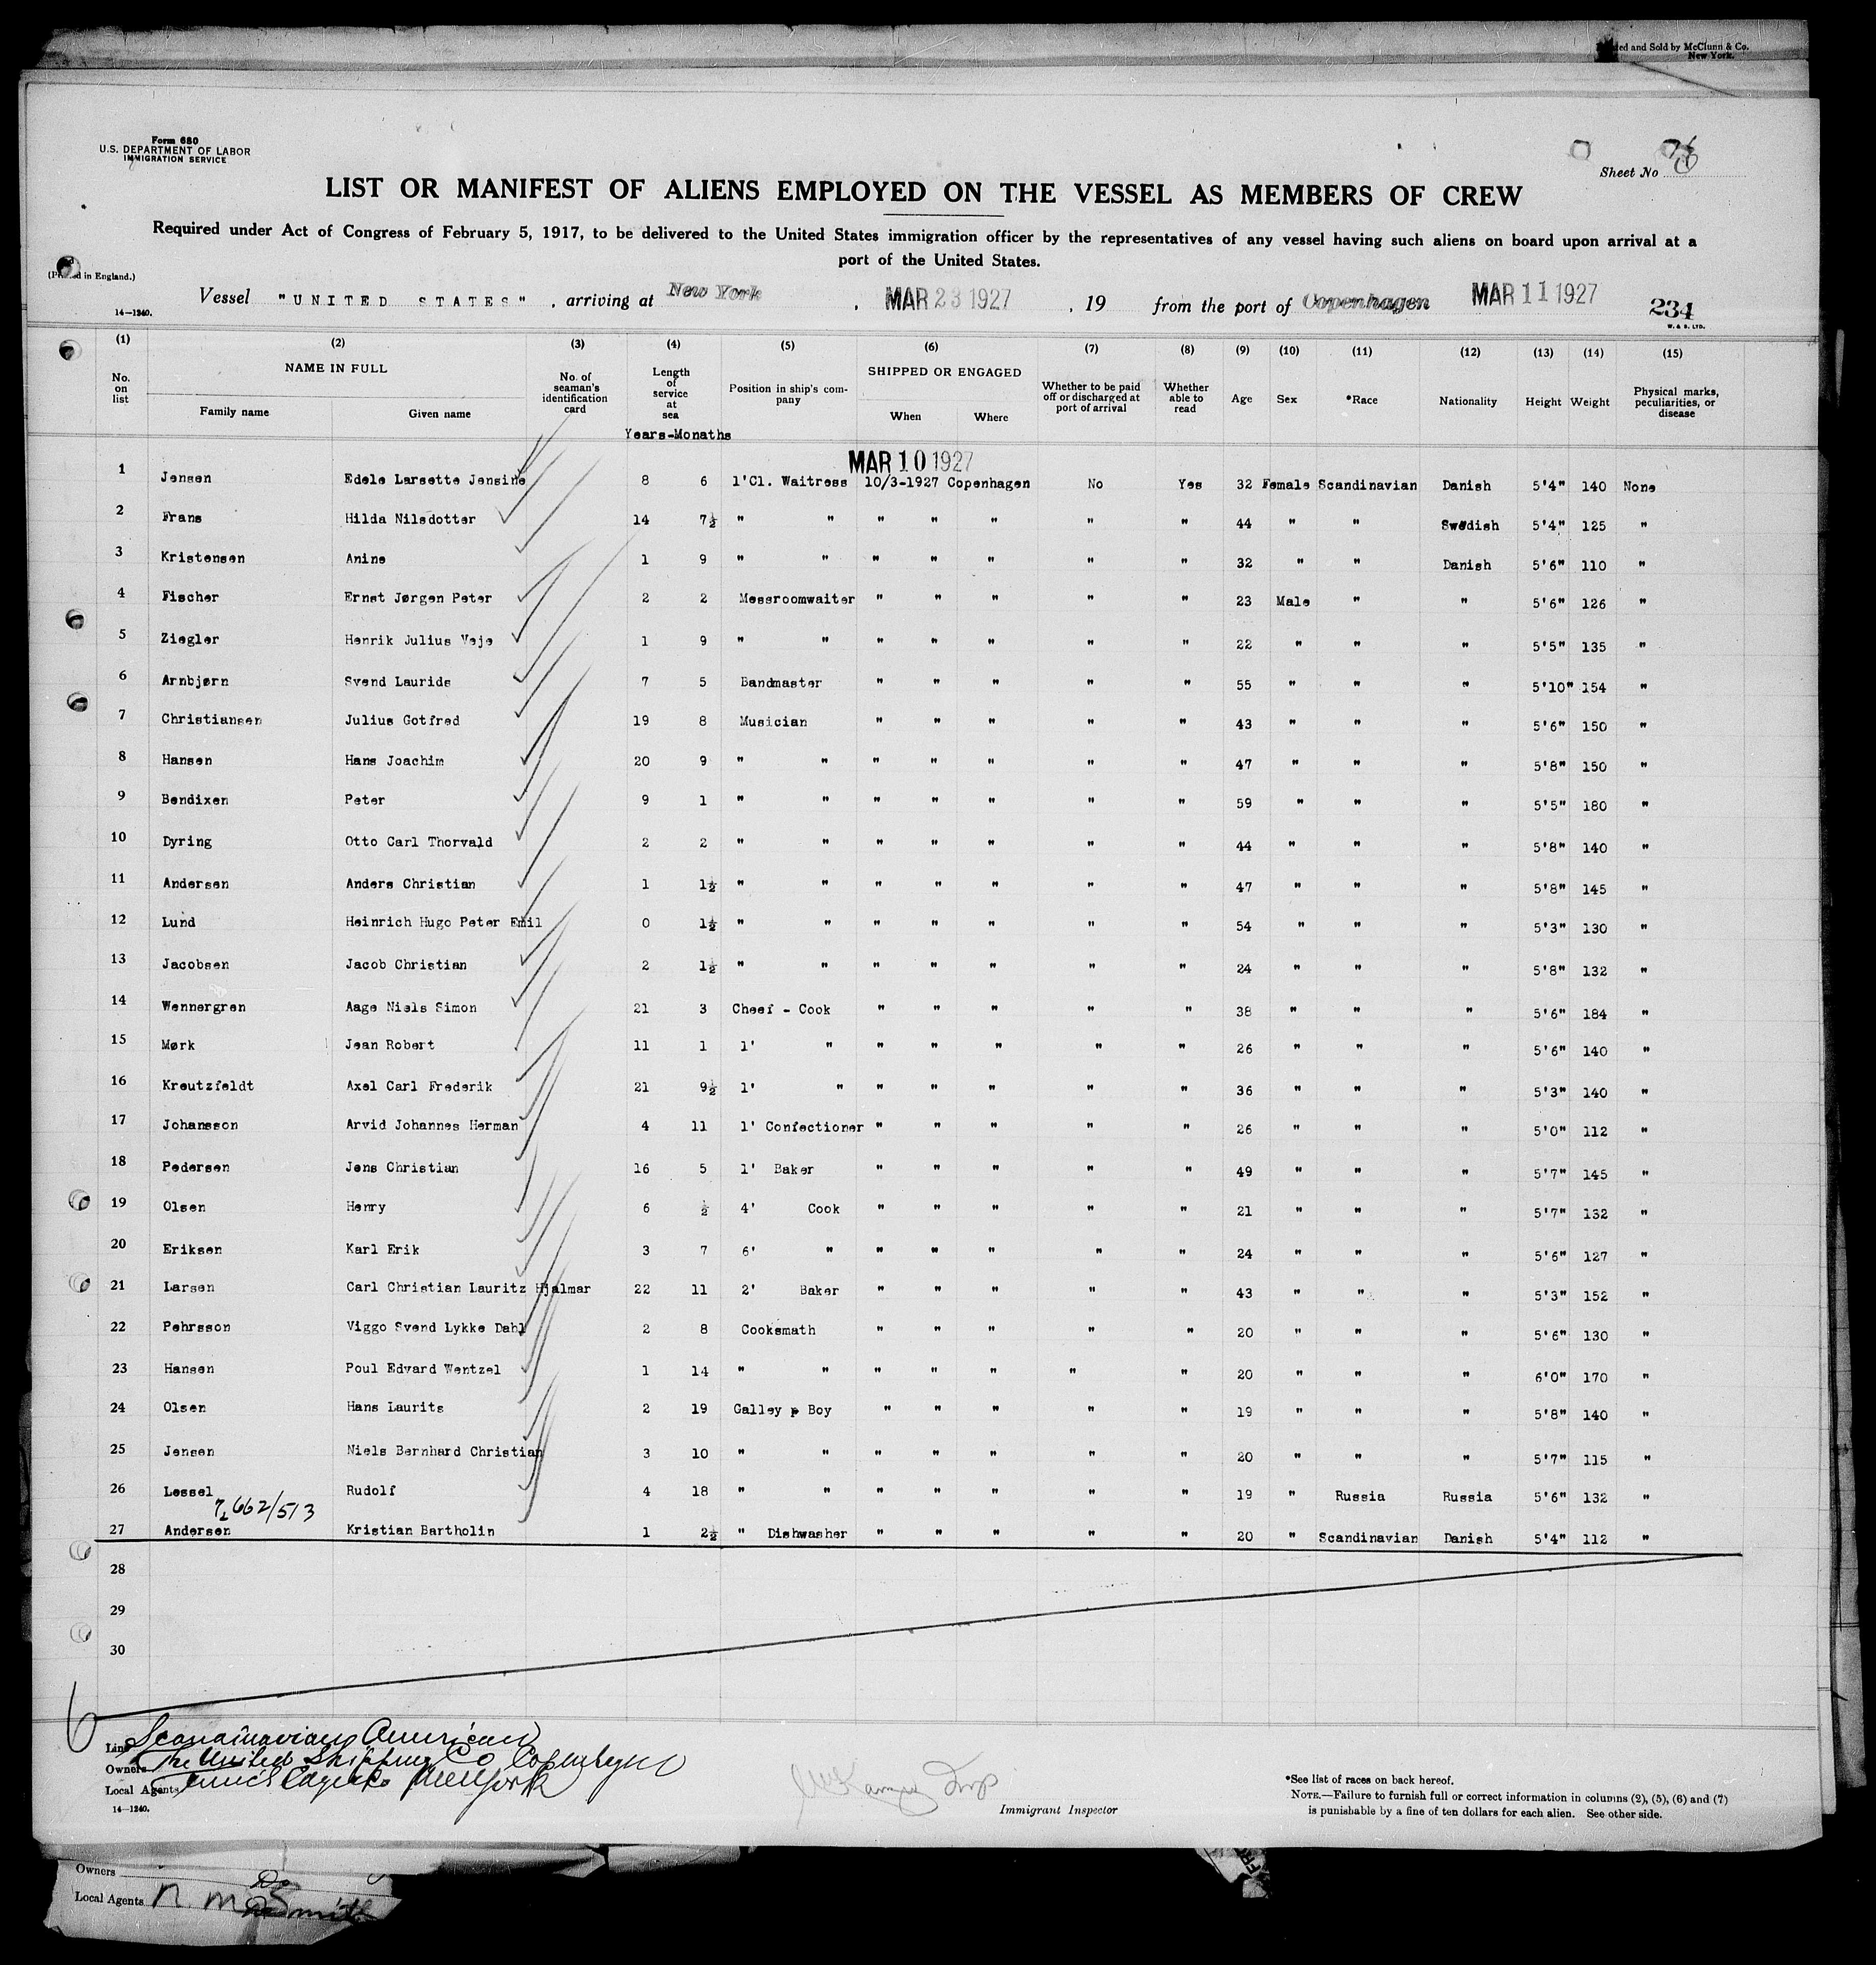 Printed and Sold by McClunn & Co.
New York.
Form 680
U.S. DEPARTMENT OF LABOR
IMMIGRATION SERVICE
Sheet No
LIST OR MANIFEST OF ALIENS EMPLOYED ON THE VESSEL AS MEMBERS OF CREW
Required under Act of Congress of February 5, 1917, to be delivered to the United States immigration officer by the representatives of any vessel having such aliens on board upon arrival at a
port of the United States.
(Printed in England.)
Vessel "UNITED STATES" , arriving at New York , MAR 23 1927 , 19 from the port of Copenhagen MAR 11 1927 234
14—1240. W. & S. LTD.
(1) (2) (3) (4) (5) (6) (7) (8) (9) (10) (11) (12) (13) (14) (15)
No. on list NAME IN FULL Family name Given name No. of seaman's identification card Length of service at sea Position in ship's company SHIPPED OR ENGAGED When Where Whether to be paid off or discharged at port of arrival Whether able to read Age Sex *Race Nationality Height Weight Physical marks, peculiarities, or disease
Years-Monaths
MAR 10 1927
1 Jensen Edele Larsette Jensine 8 6 1'Cl. Waitress 10/3-1927 Copenhagen No Yes 32 Female Scandinavian Danish 5'4" 140 None
2 Frans Hilda Nilsdotter 14 7½ " " " " " " " 44 " " Swedish 5'4" 125 "
3 Kristensen Anine 1 9 " " " " " " " 32 " " Danish 5'6" 110 "
4 Fischer Ernst Jørgen Peter 2 2 Messroomwaiter " " " " " 23 Male " " 5'6" 126 "
5 Ziegler Henrik Julius Veje 1 9 " " " " " " " 22 " " " 5'5" 135 "
6 Arnbjørn Svend Laurids 7 5 Bandmaster " " " " " 55 " " " 5'10" 154 "
7 Christiansen Julius Gotfred 19 8 Musician " " " " " 43 " " " 5'6" 150 "
8 Hansen Hans Joachim 20 9 " " " " " " " 47 " " " 5'8" 150 "
9 Bendixen Peter 9 1 " " " " " " " 59 " " " 5'5" 180 "
10 Dyring Otto Carl Thorvald 2 2 " " " " " " " 44 " " " 5'8" 140 "
11 Andersen Anders Christian 1 1½ " " " " " " " 47 " " " 5'8" 145 "
12 Lund Heinrich Hugo Peter Emil 0 1½ " " " " " " " 54 " " " 5'3" 130 "
13 Jacobsen Jacob Christian 2 1½ " " " " " " " 24 " " " 5'8" 132 "
14 Wennergren Aage Niels Simon 21 3 Cheef - Cook " " " " " 38 " " " 5'6" 184 "
15 Mørk Jean Robert 11 1 1' " " " " " " 26 " " " 5'6" 140 "
16 Kreutzfeldt Axel Carl Frederik 21 9½ 1' " " " " " " 36 " " " 5'3" 140 "
17 Johansson Arvid Johannes Herman 4 11 1' Confectioner " " " " " 26 " " " 5'0" 112 "
18 Pedersen Jens Christian 16 5 1' Baker " " " " " 49 " " " 5'7" 145 "
19 Olsen Henry 6 ½ 4' Cook " " " " " 21 " " " 5'7" 132 "
20 Eriksen Karl Erik 3 7 6' " " " " " " 24 " " " 5'6" 127 "
21 Larsen Carl Christian Lauritz Hjalmar 22 11 2' Baker " " " " " 43 " " " 5'3" 152 "
22 Pehrsson Viggo Svend Lykke Dahl 2 8 Cooksmath " " " " " 20 " " " 5'6" 130 "
23 Hansen Poul Edvard Wentzel 1 14 " " " " " " " 20 " " " 6'0" 170 "
24 Olsen Hans Laurits 2 19 Galley p Boy " " " " " 19 " " " 5'8" 140 "
25 Jensen Niels Bernhard Christian 3 10 " " " " " " " 20 " " " 5'7" 115 "
26 Lessel Rudolf 4 18 " " " " " " " 19 " Russia Russia 5'6" 132 "
662/513
27 Andersen Kristian Bartholin 1 2½ " Dishwasher " " " " " 20 " Scandinavian Danish 5'4" 112 "
28
29
30
Line Scandinavian American
Owners The United Shipping Co Copenhagen
Local Agents New York
14—1240.
Immigrant Inspector
*See list of races on back hereof.
NOTE.—Failure to furnish full or correct information in columns (2), (5), (6) and (7)
is punishable by a fine of ten dollars for each alien. See other side.
Owners Do
Local Agents